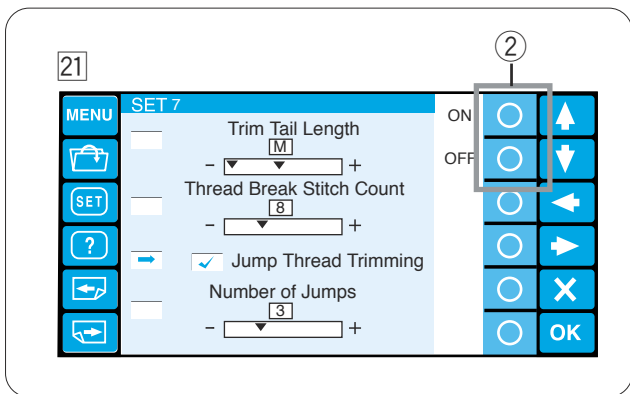 ②
21
MENU
SET 7
ON
Trim Tail Length
M
- +
OFF
Thread Break Stitch Count
SET
8
- +
?
Jump Thread Trimming
Number of Jumps
X
3
- +
OK